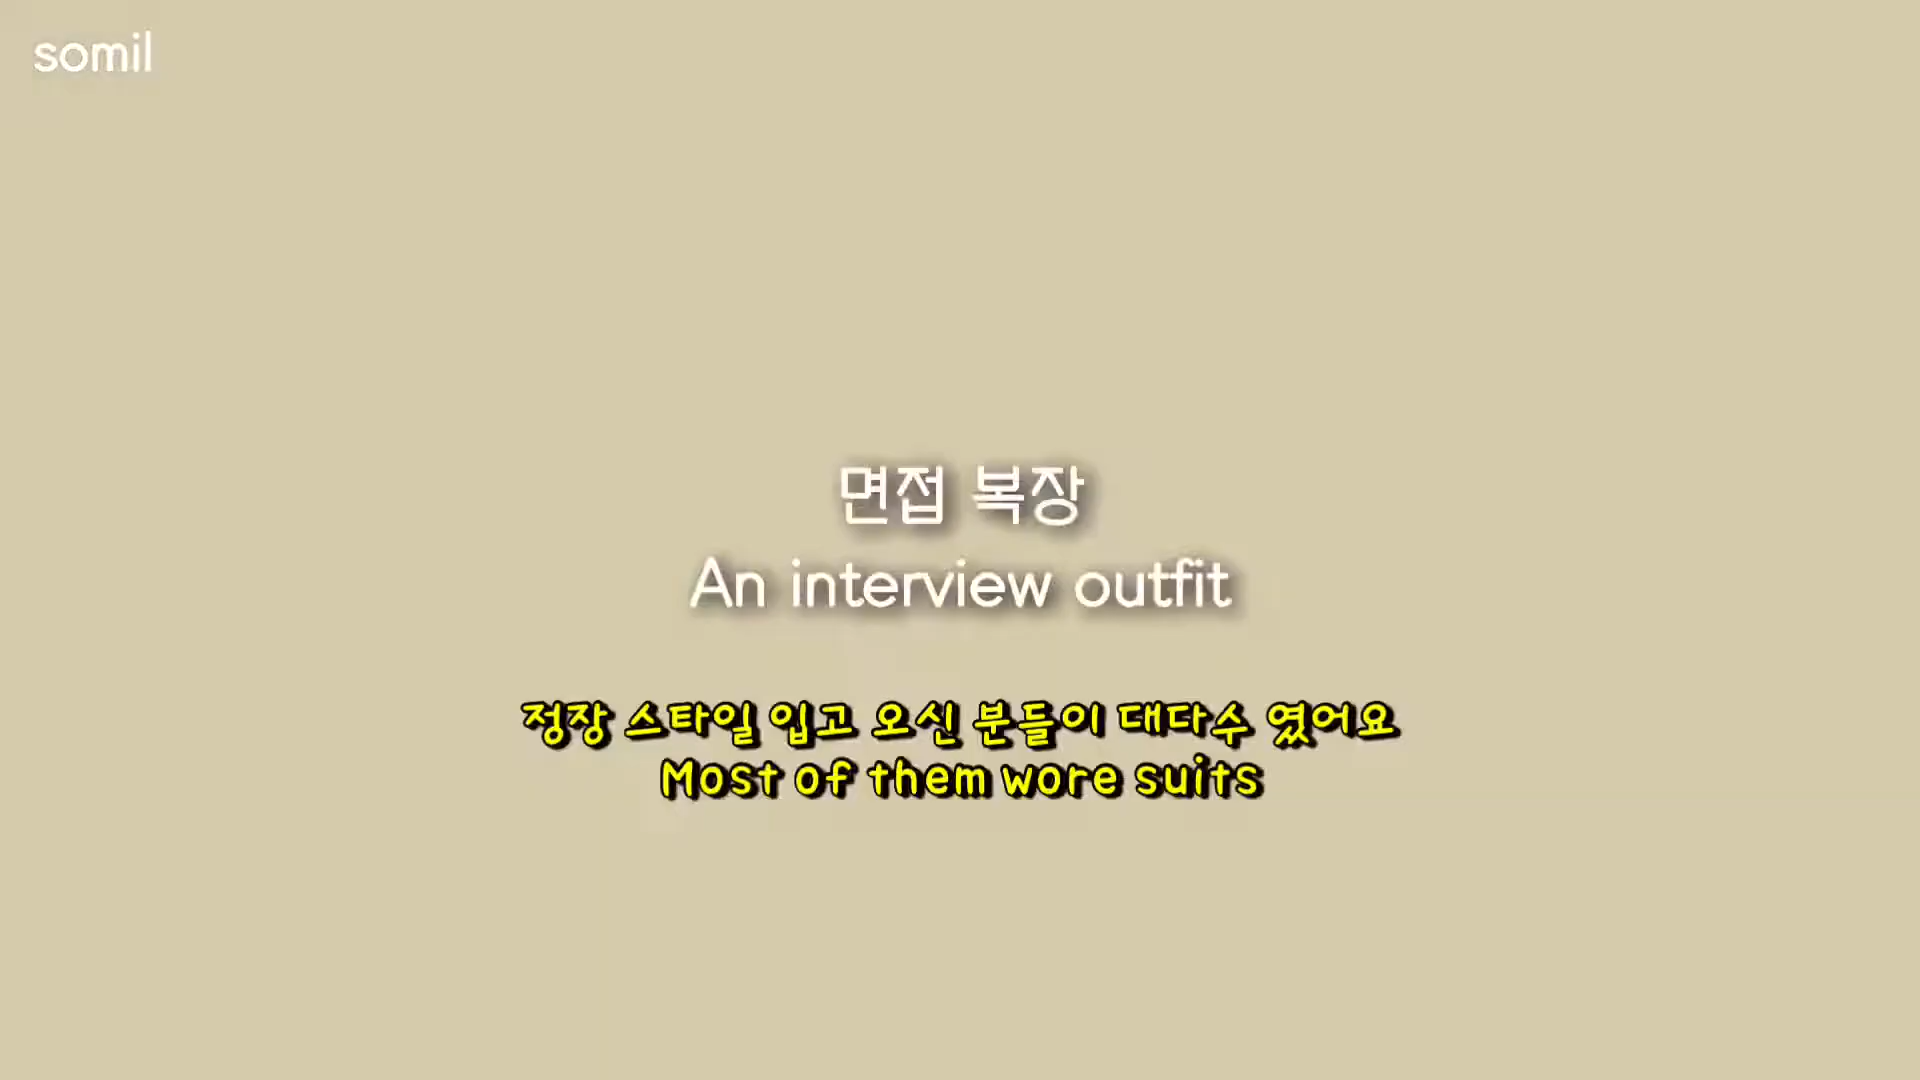 somil
면접 복장
An interview outfit
정장 스타일 입고 오신 분들이 대다수 였어요
Most of them wore suits